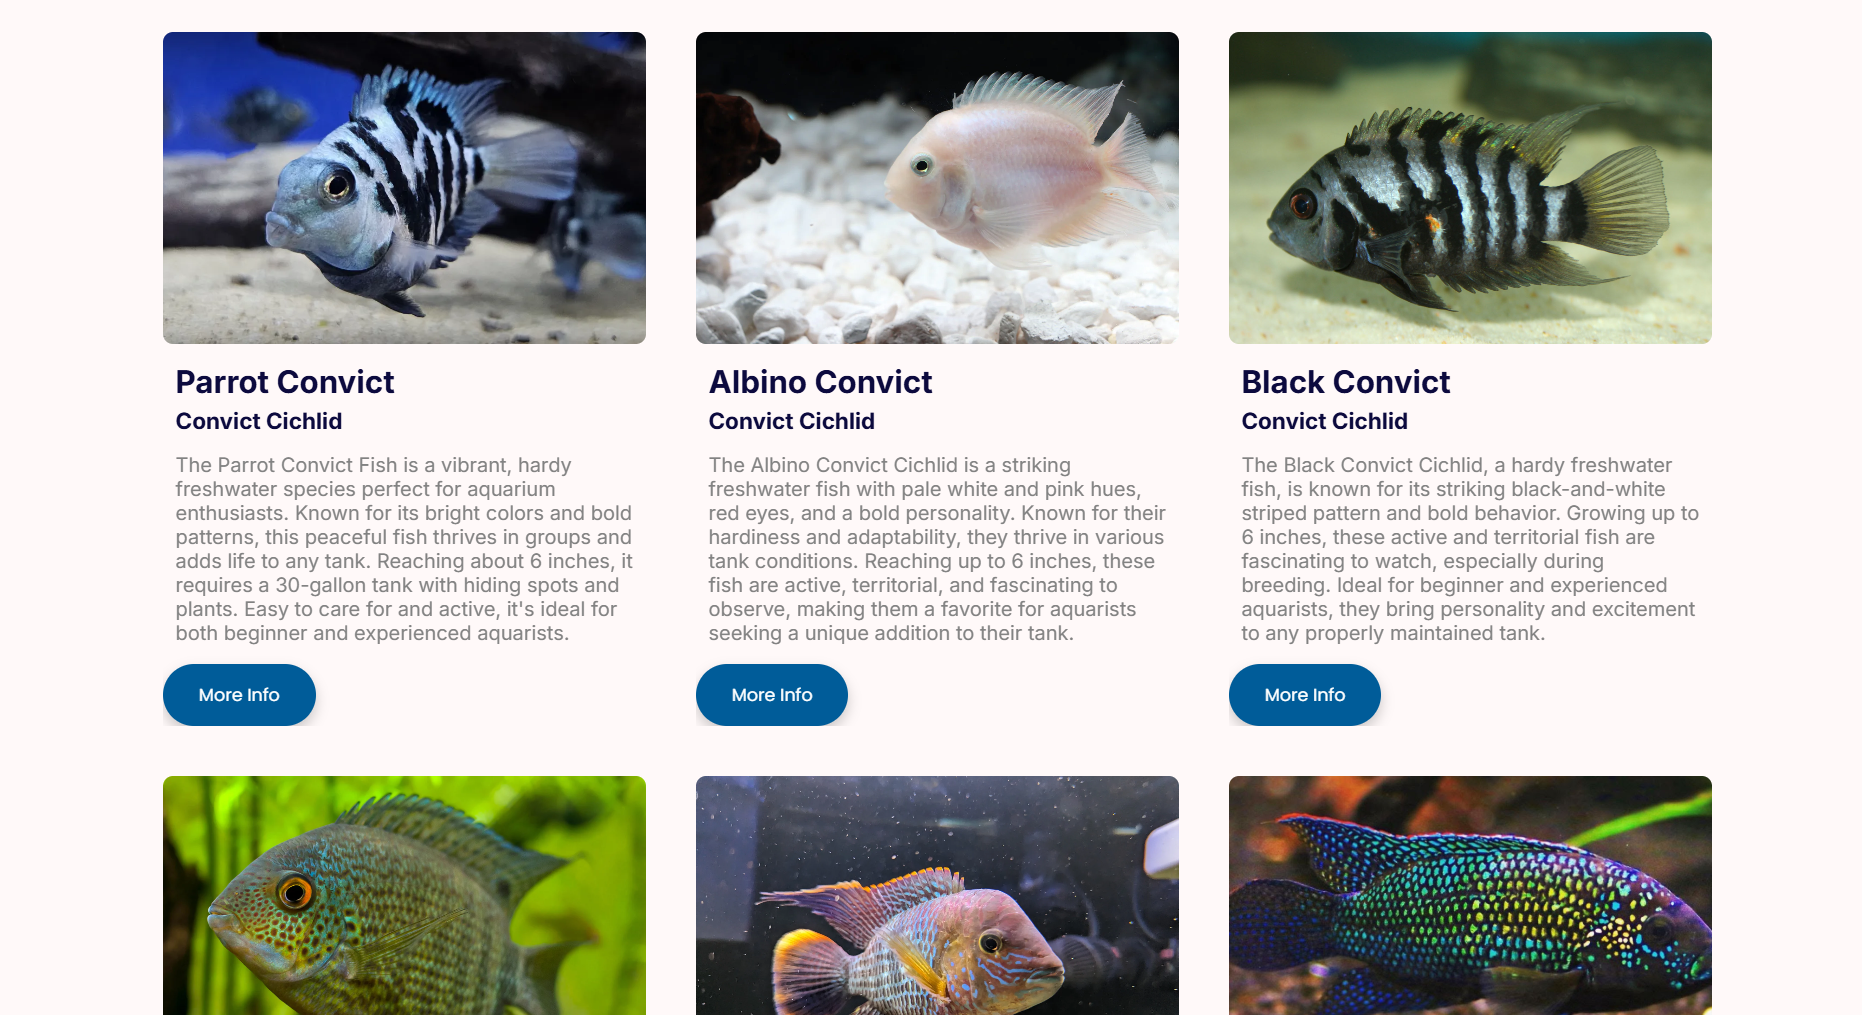 Parrot Convict
Convict Cichlid
The Parrot Convict Fish is a vibrant, hardy
freshwater species perfect for aquarium
enthusiasts. Known for its bright colors and bold
patterns, this peaceful fish thrives in groups and
adds life to any tank. Reaching about 6 inches, it
requires a 30-gallon tank with hiding spots and
plants. Easy to care for and active, it's ideal for
both beginner and experienced aquarists.
More Info
Albino Convict
Convict Cichlid
The Albino Convict Cichlid is a striking
freshwater fish with pale white and pink hues,
red eyes, and a bold personality. Known for their
hardiness and adaptability, they thrive in various
tank conditions. Reaching up to 6 inches, these
fish are active, territorial, and fascinating to
observe, making them a favorite for aquarists
seeking a unique addition to their tank.
More Info
Black Convict
Convict Cichlid
The Black Convict Cichlid, a hardy freshwater
fish, is known for its striking black-and-white
striped pattern and bold behavior. Growing up to
6 inches, these active and territorial fish are
fascinating to watch, especially during
breeding. Ideal for beginner and experienced
aquarists, they bring personality and excitement
to any properly maintained tank.
More Info